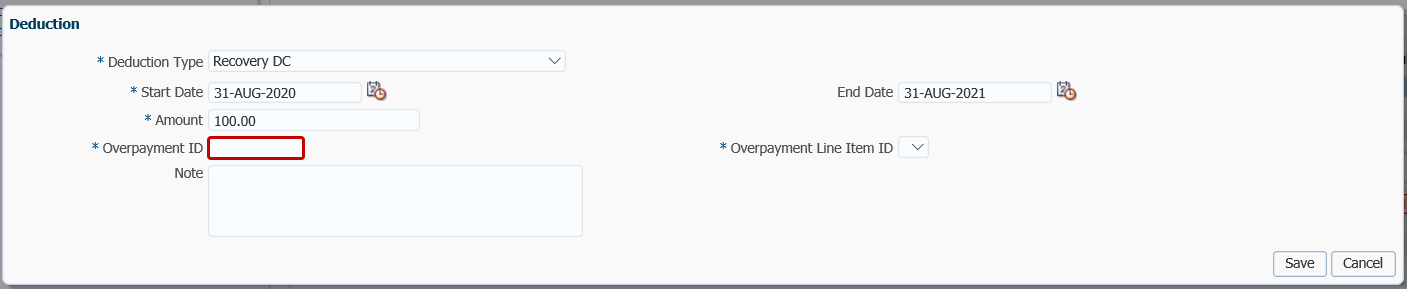 Deduction
* Deduction Type Recovery DC
* Start Date 31-AUG-2020 End Date 31-AUG-2021
* Amount 100.00
* Overpayment ID * Overpayment Line Item ID
Note
Save Cancel